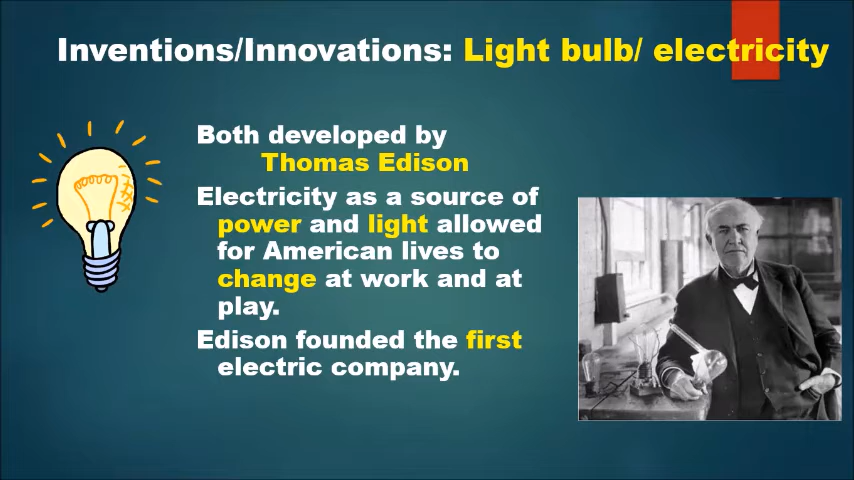 Inventions/Innovations: Light bulb/ electricity
Both developed by
Thomas Edison
Electricity as a source of
power and light allowed
for American lives to
change at work and at
play.
Edison founded the first
electric company.